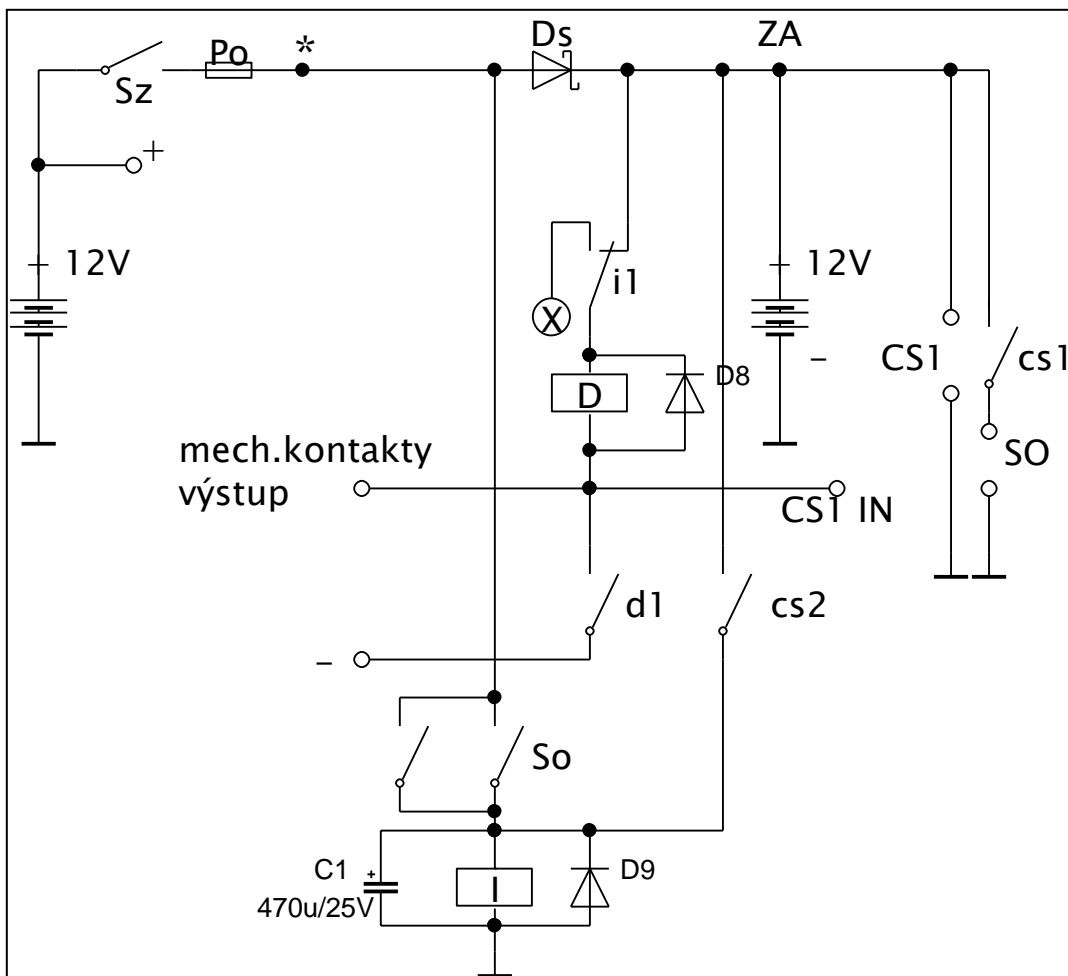 Ds
ZA
Po
*
Sz
+
+ 12V
+ 12V
i1
X
-
CS1
cs1
D
D8
SO
mech.kontakty
výstup
CS1 IN
d1
cs2
-
So
C1
+
470u/25V
I
D9